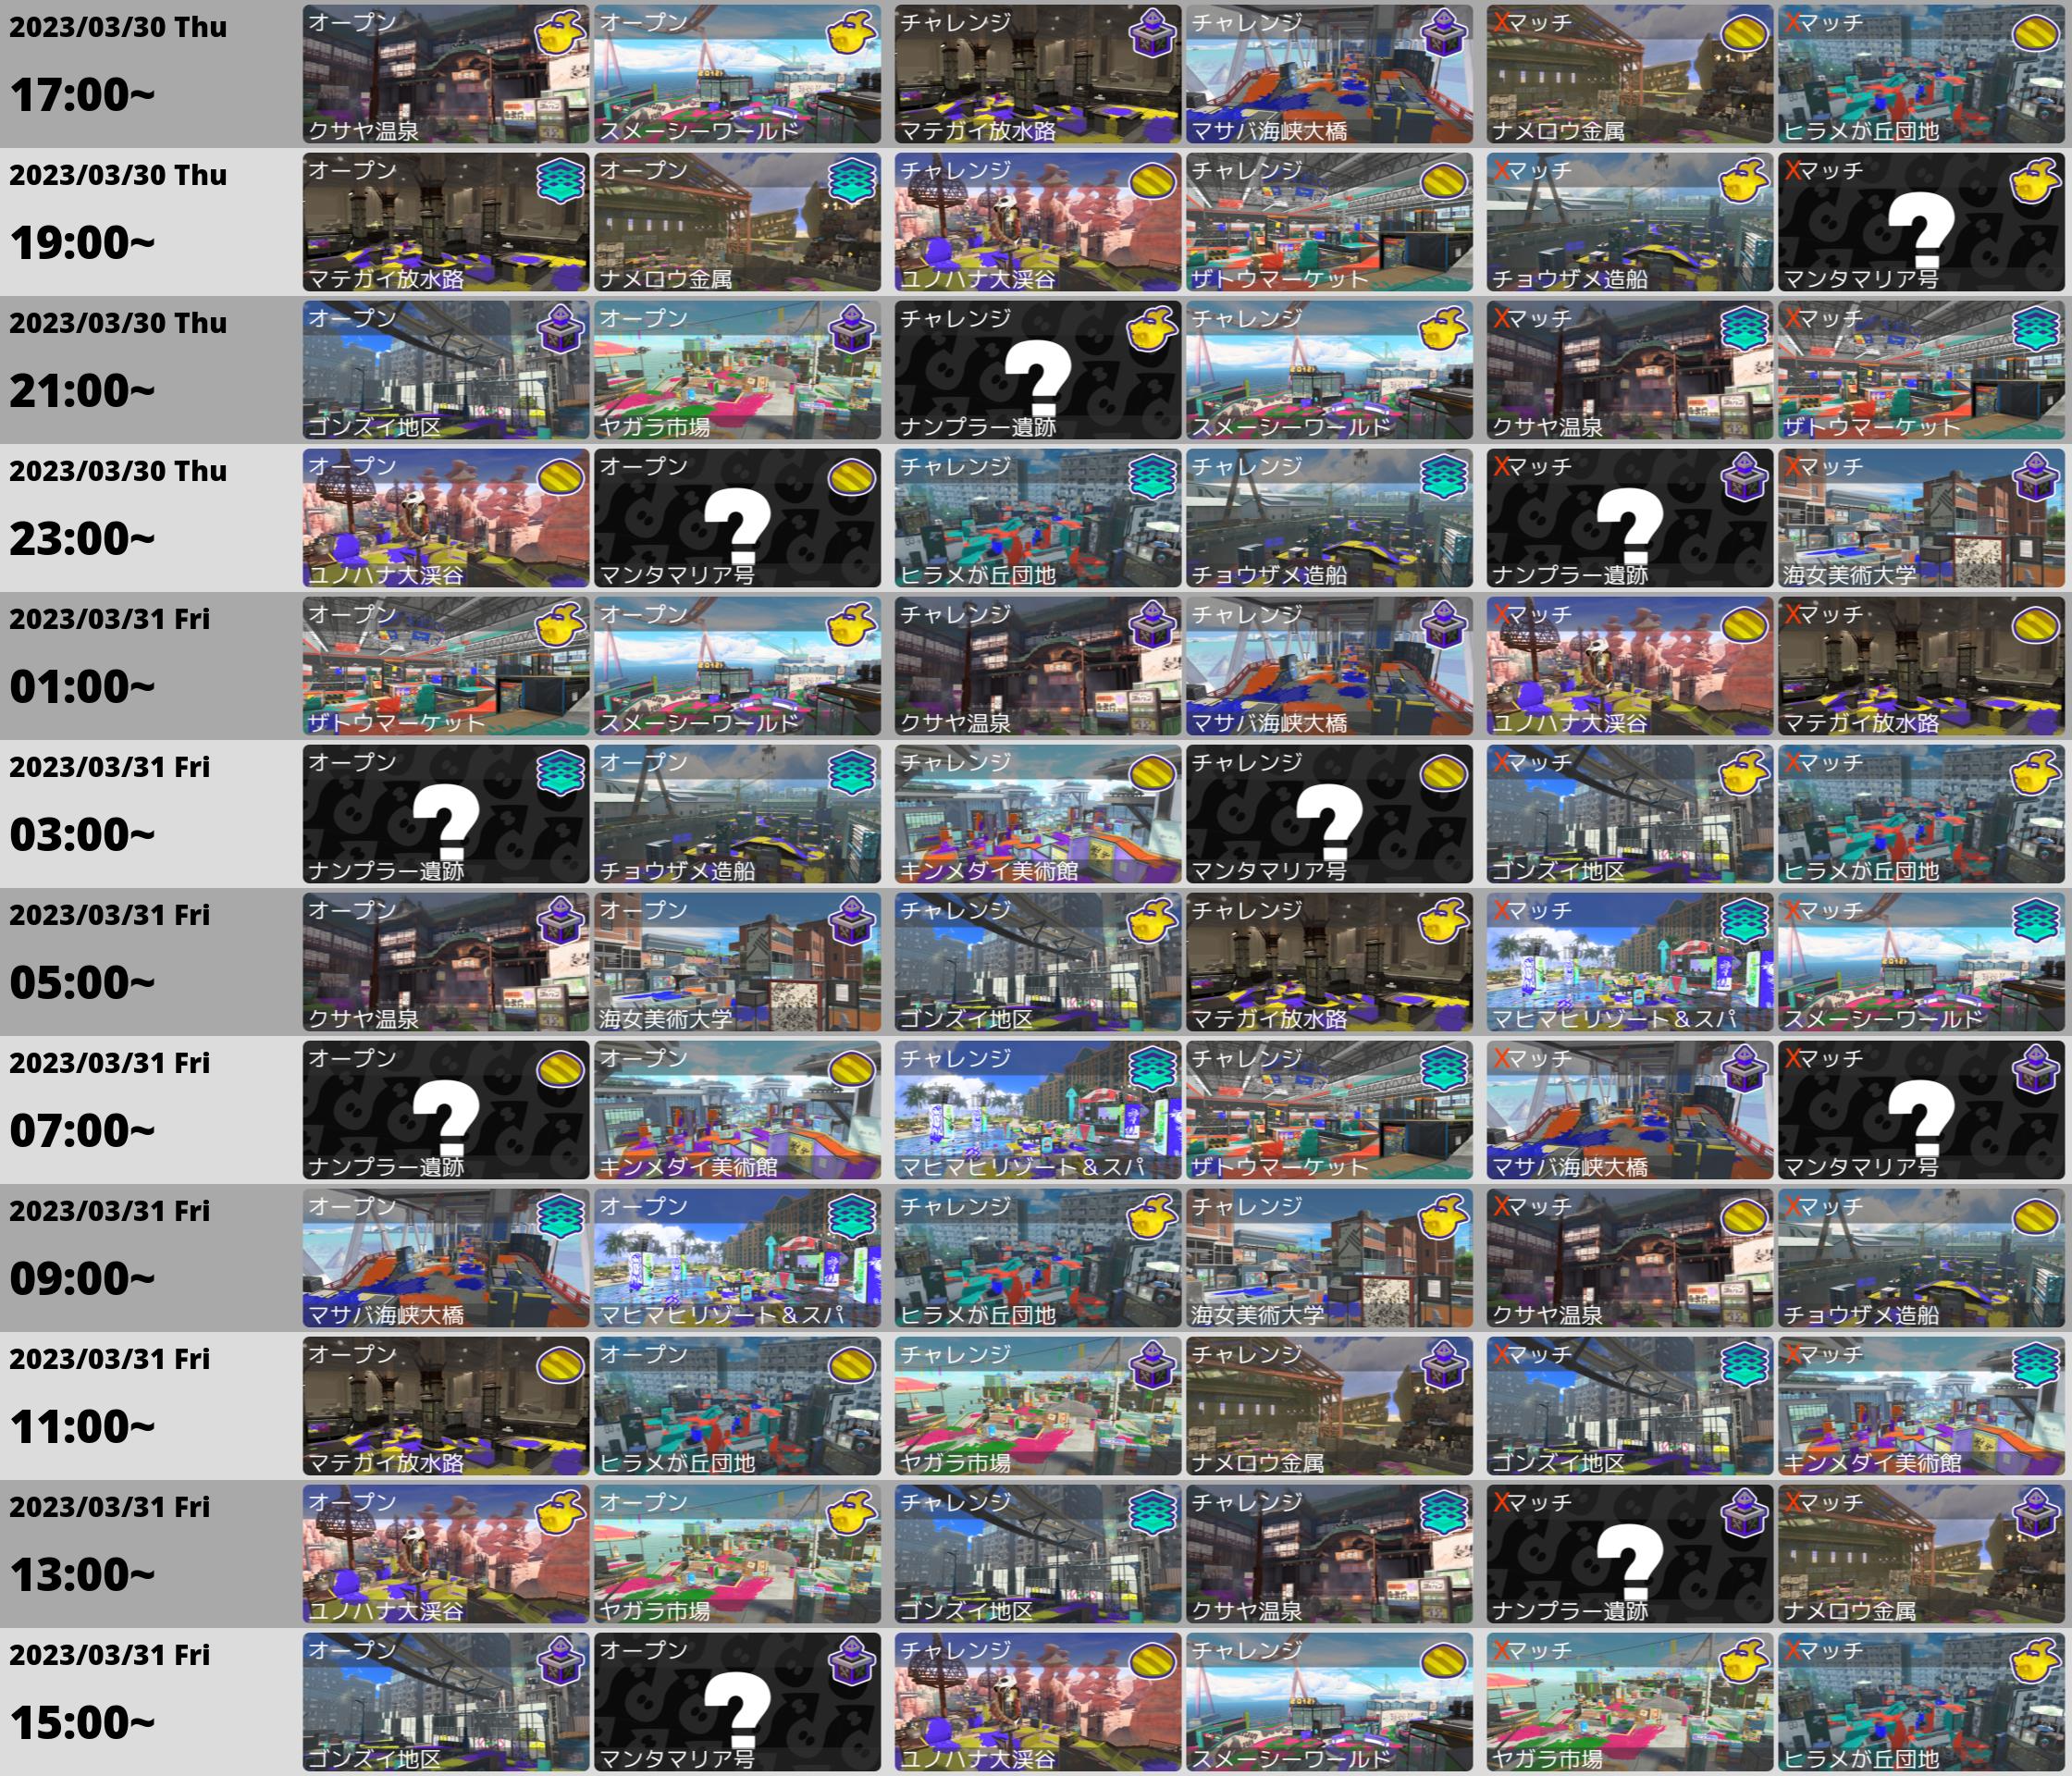 2023/03/30 Thu
17:00~
オープン オープン チャレンジ チャレンジ Xマッチ Xマッチ
クサヤ温泉 スメーシーワールド マテガイ放水路 マサバ海峡大橋 ナメロウ金属 ヒラメが丘団地
2023/03/30 Thu
19:00~
オープン オープン チャレンジ チャレンジ Xマッチ Xマッチ
マテガイ放水路 ナメロウ金属 ユノハナ大渓谷 ザトウマーケット チョウザメ造船 マンタマリア号
2023/03/30 Thu
21:00~
オープン オープン チャレンジ チャレンジ Xマッチ Xマッチ
ゴンズイ地区 ヤガラ市場 ナンプラー遺跡 スメーシーワールド クサヤ温泉 ザトウマーケット
2023/03/30 Thu
23:00~
オープン オープン チャレンジ チャレンジ Xマッチ Xマッチ
ユノハナ大渓谷 マンタマリア号 ヒラメが丘団地 チョウザメ造船 ナンプラー遺跡 海女美術大学
2023/03/31 Fri
01:00~
オープン オープン チャレンジ チャレンジ Xマッチ Xマッチ
ザトウマーケット スメーシーワールド クサヤ温泉 マサバ海峡大橋 ユノハナ大渓谷 マテガイ放水路
2023/03/31 Fri
03:00~
オープン オープン チャレンジ チャレンジ Xマッチ Xマッチ
ナンプラー遺跡 チョウザメ造船 キンメダイ美術館 マンタマリア号 ゴンズイ地区 ヒラメが丘団地
2023/03/31 Fri
05:00~
オープン オープン チャレンジ チャレンジ Xマッチ Xマッチ
クサヤ温泉 海女美術大学 ゴンズイ地区 マテガイ放水路 マヒマヒリゾート＆スパ スメーシーワールド
2023/03/31 Fri
07:00~
オープン オープン チャレンジ チャレンジ Xマッチ Xマッチ
ナンプラー遺跡 キンメダイ美術館 マヒマヒリゾート＆スパ ザトウマーケット マサバ海峡大橋 マンタマリア号
2023/03/31 Fri
09:00~
オープン オープン チャレンジ チャレンジ Xマッチ Xマッチ
マサバ海峡大橋 マヒマヒリゾート＆スパ ヒラメが丘団地 海女美術大学 クサヤ温泉 チョウザメ造船
2023/03/31 Fri
11:00~
オープン オープン チャレンジ チャレンジ Xマッチ Xマッチ
マテガイ放水路 ヒラメが丘団地 ヤガラ市場 ナメロウ金属 ゴンズイ地区 キンメダイ美術館
2023/03/31 Fri
13:00~
オープン オープン チャレンジ チャレンジ Xマッチ Xマッチ
ユノハナ大渓谷 ヤガラ市場 ゴンズイ地区 クサヤ温泉 ナンプラー遺跡 ナメロウ金属
2023/03/31 Fri
15:00~
オープン オープン チャレンジ チャレンジ Xマッチ Xマッチ
ゴンズイ地区 マンタマリア号 ユノハナ大渓谷 スメーシーワールド ヤガラ市場 ヒラメが丘団地